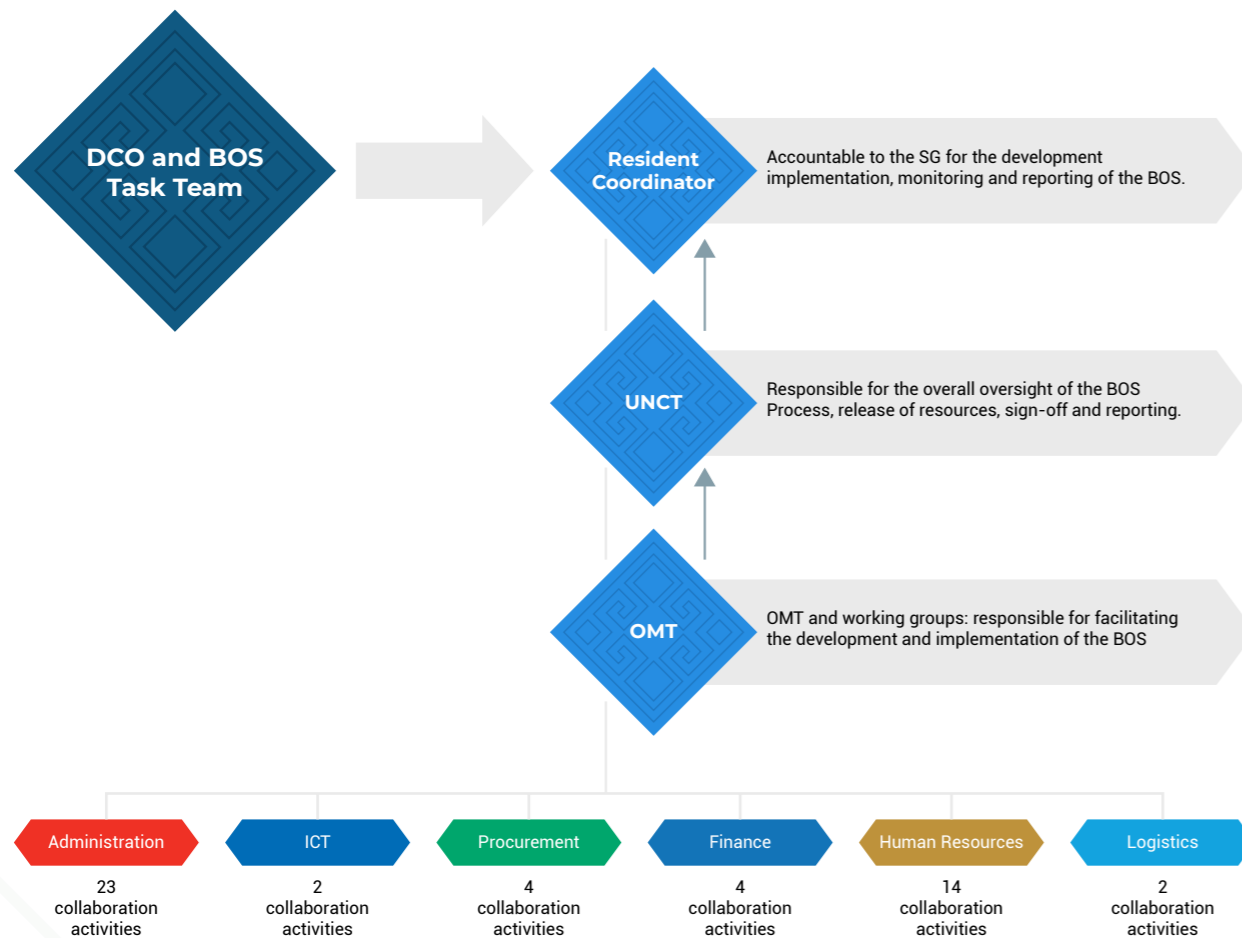 DCO and BOS
Task Team
Resident
Coordinator
Accountable to the SG for the development
implementation, monitoring and reporting of the BOS.
UNCT
Responsible for the overall oversight of the BOS
Process, release of resources, sign-off and reporting.
OMT
OMT and working groups: responsible for facilitating
the development and implementation of the BOS
Administration
23
collaboration
activities
ICT
2
collaboration
activities
Procurement
4
collaboration
activities
Finance
4
collaboration
activities
Human Resources
14
collaboration
activities
Logistics
2
collaboration
activities